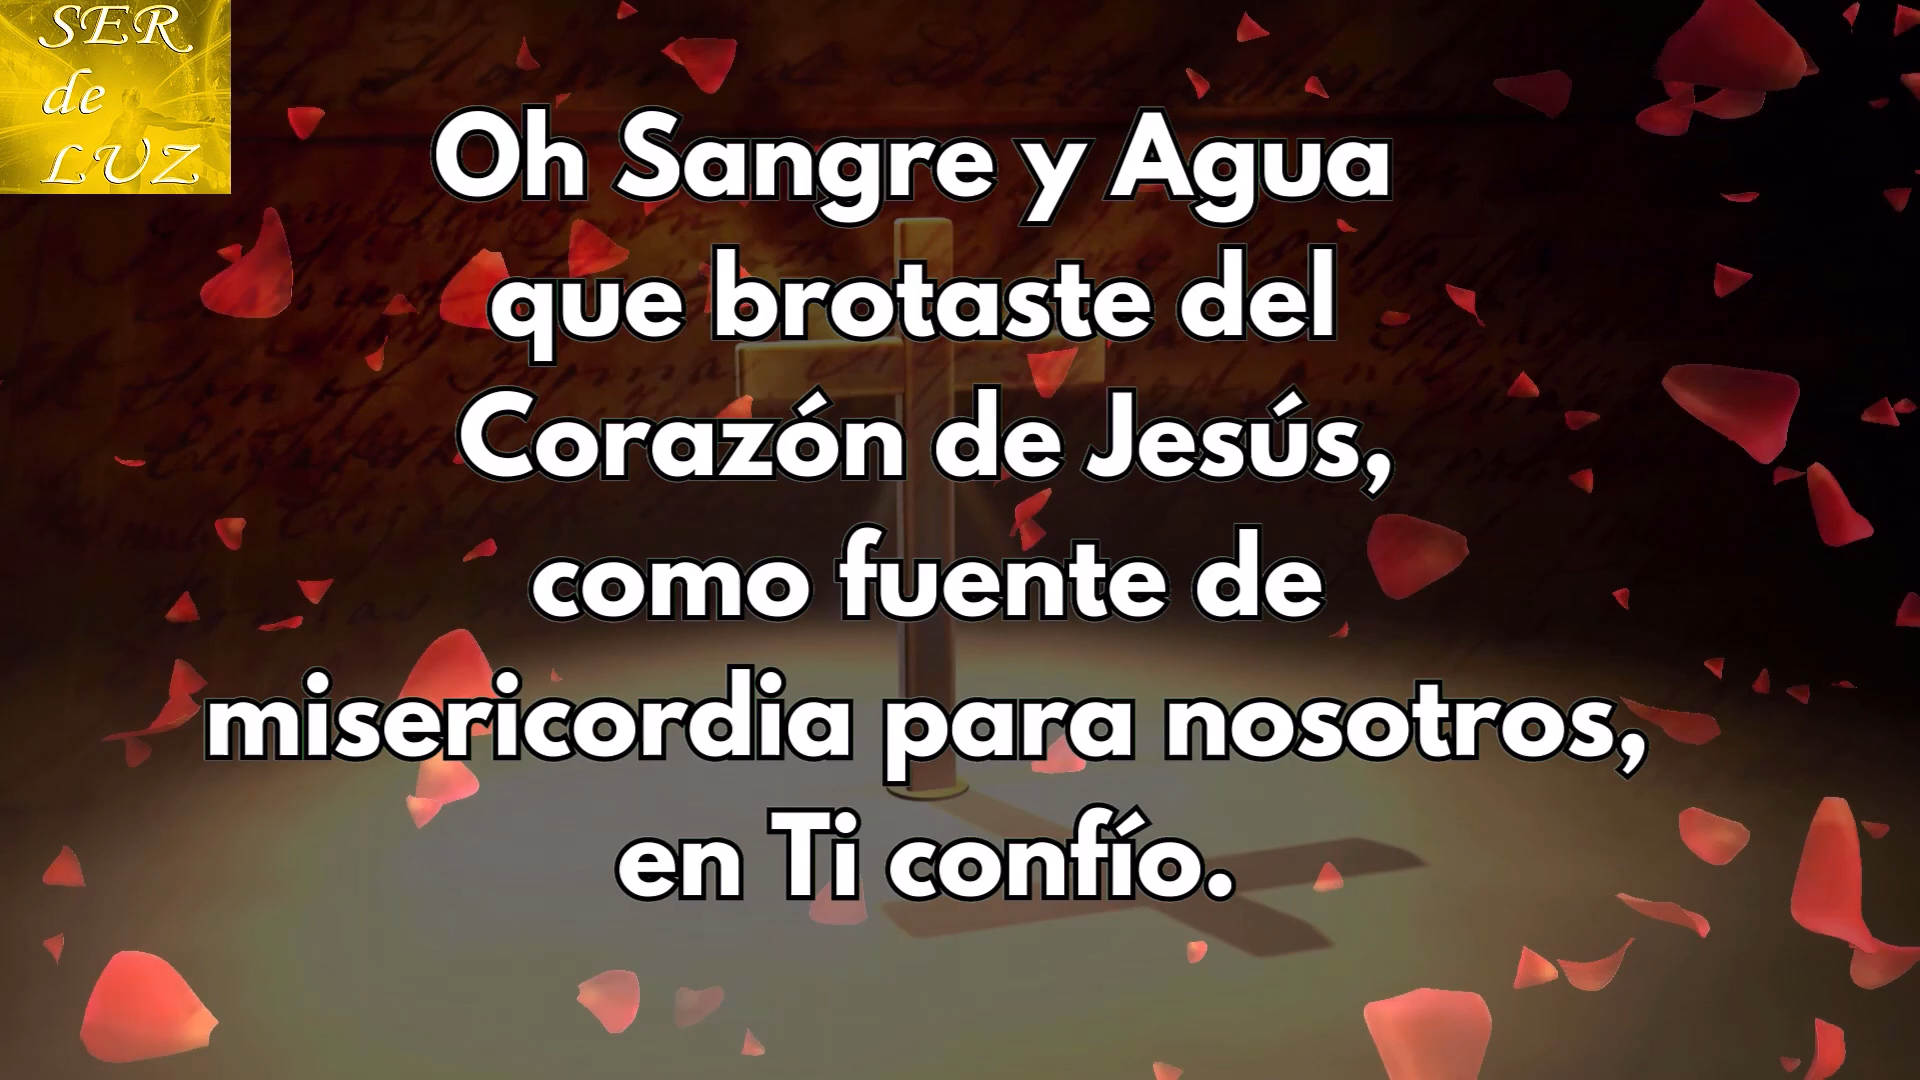 SER
de
LUZ
Oh Sangre y Agua
que brotaste del
Corazón de Jesús,
como fuente de
misericordia para nosotros,
en Ti confío.